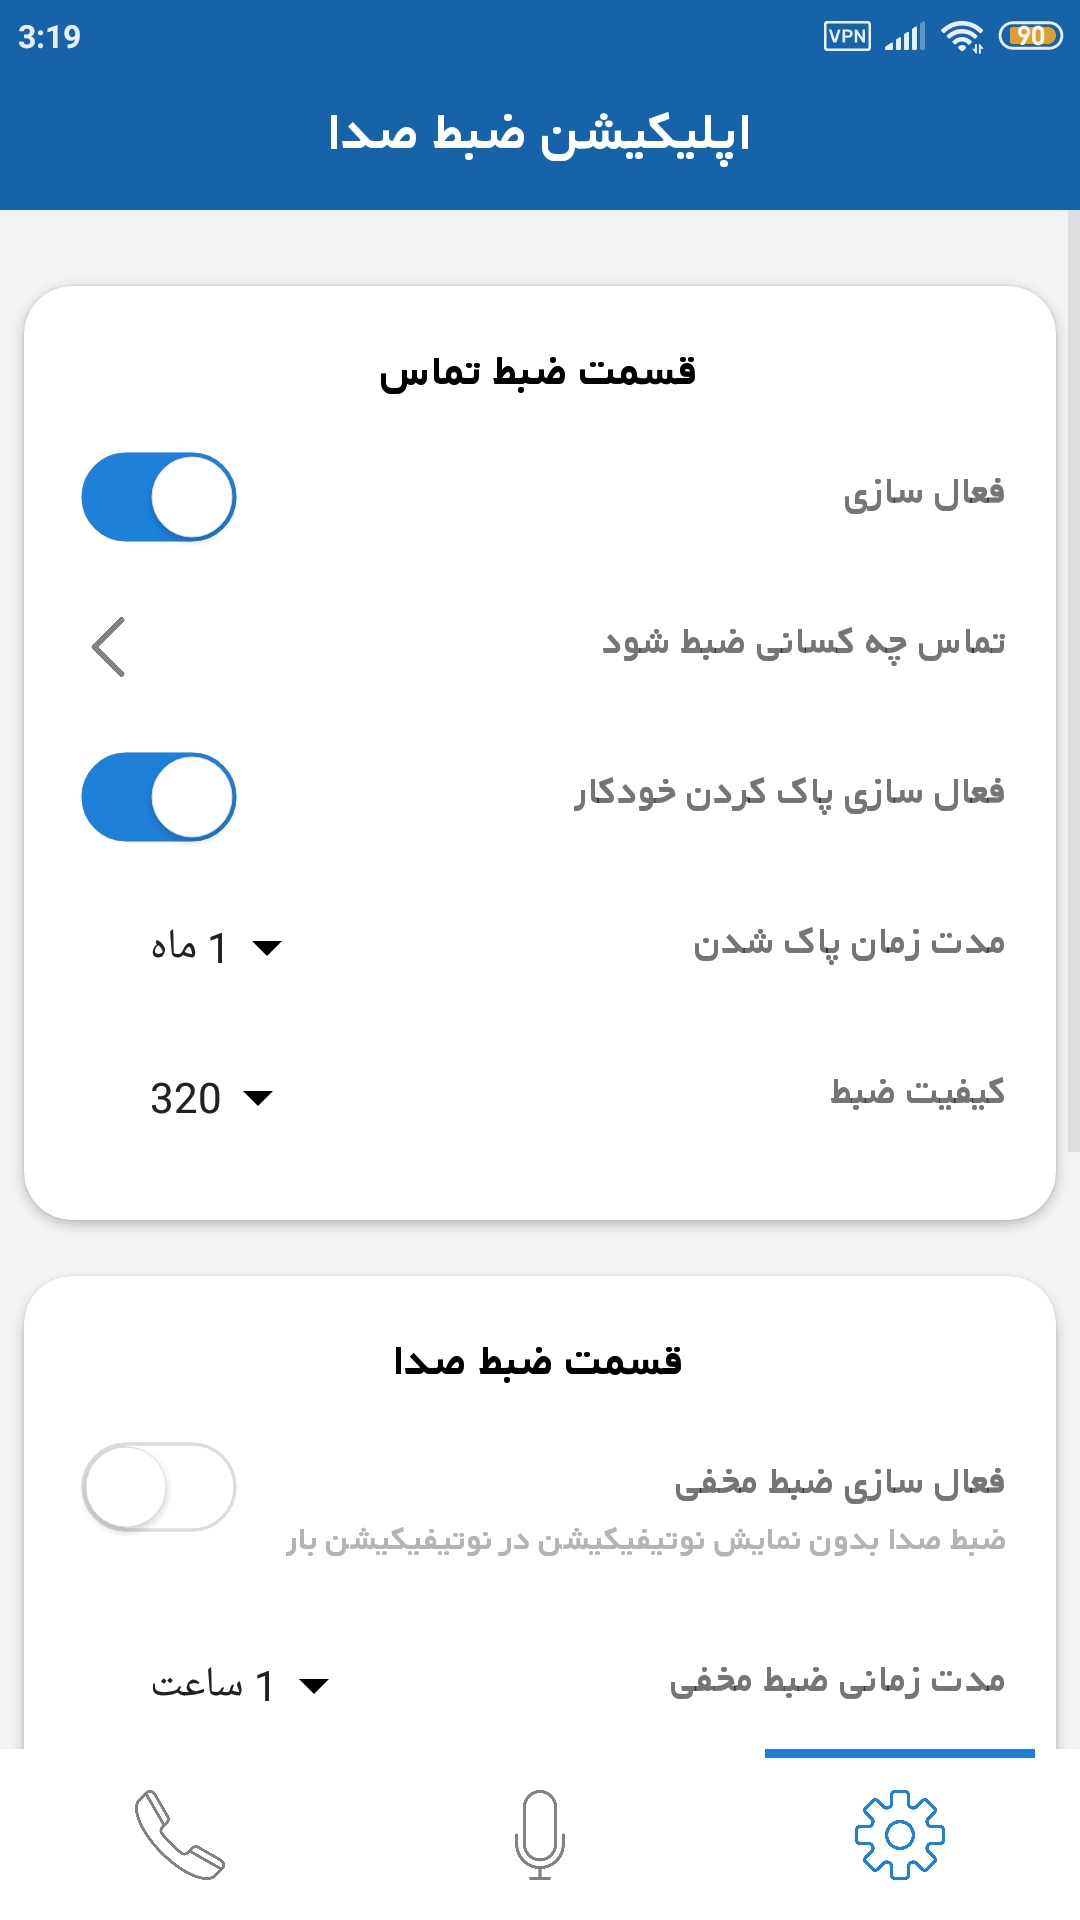 3:19 VPN 90
اپلیکیشن ضبط صدا
قسمت ضبط تماس
فعال سازی
تماس چه کسانی ضبط شود
فعال سازی پاک کردن خودکار
مدت زمان پاک شدن
1 ماه
کیفیت ضبط
320
قسمت ضبط صدا
فعال سازی ضبط مخفی
ضبط صدا بدون نمایش نوتیفیکیشن در نوتیفیکیشن بار
مدت زمانی ضبط مخفی
1 ساعت